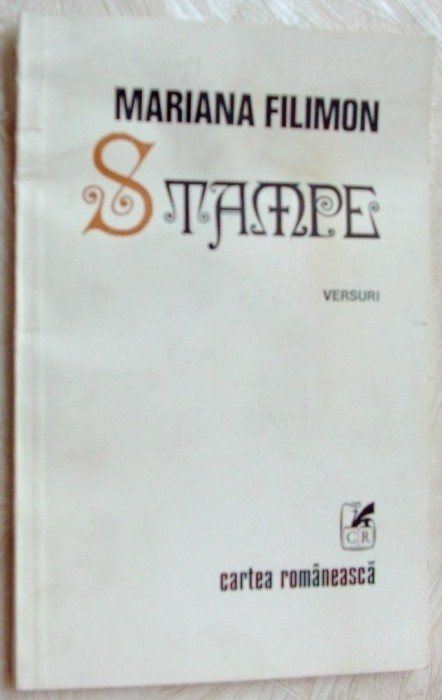 MARIANA FILIMON
STAMPE
VERSURI
CR
cartea românească